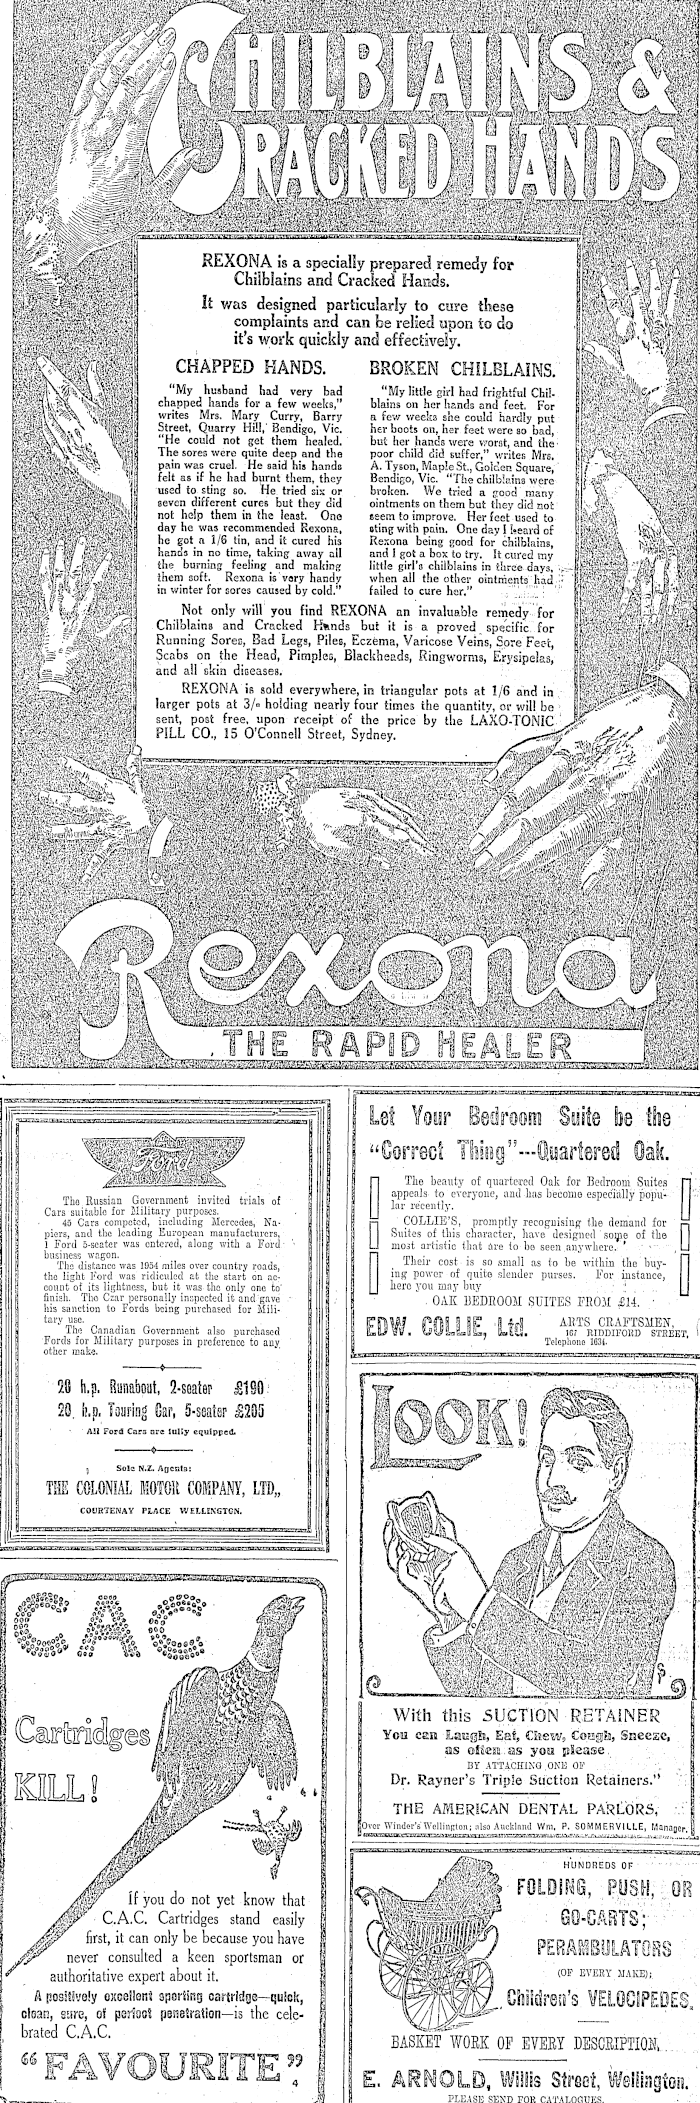 CHILBLAINS &
CRACKED HANDS
REXONA is a specially prepared remedy for
Chilblains and Cracked Hands.
It was designed particularly to cure these
complaints and can be relied upon to do
it's work quickly and effectively.
CHAPPED HANDS.
"My husband had very bad
chapped hands for a few weeks,"
writes Mrs. Mary Curry, Barry
Street, Quarry Hill, Bendigo, Vic.
"He could not get them healed.
The sores were quite deep and the
pain was cruel. He said his hands
felt as if he had burnt them, they
used to sting so. He tried six or
seven different cures but they did
not help them in the least. One
day he was recommended Rexona,
he got a 1/6 tin, and it cured his
hands in no time, taking away all
the burning feeling and making
them soft. Rexona is very handy
in winter for sores caused by cold."
BROKEN CHILBLAINS.
"My little girl had frightful Chil-
blains on her hands and feet. For
a few weeks she could hardly put
her boots on, her feet were so bad,
but her hands were worst, and the
poor child did suffer," writes Mrs.
A. Tyson, Maple St., Golden Square,
Bendigo, Vic. "The chilblains were
broken. We tried a good many
ointments on them but they did not
seem to improve. Her feet used to
sting with pain. One day I heard of
Rexona being good for chilblains,
and I got a box to try. It cured my
little girl's chilblains in three days,
when all the other ointments had
failed to cure her."
Not only will you find REXONA an invaluable remedy for
Chilblains and Cracked Hands but it is a proved specific for
Running Sores, Bad Legs, Piles, Eczema, Varicose Veins, Sore Feet,
Scabs on the Head, Pimples, Blackheads, Ringworms, Erysipelas,
and all skin diseases.
REXONA is sold everywhere, in triangular pots at 1/6 and in
larger pots at 3/- holding nearly four times the quantity, or will be
sent, post free, upon receipt of the price by the LAXO-TONIC
PILL CO., 15 O'Connell Street, Sydney.
Rexona
THE RAPID HEALER
Ford
The Russian Government invited trials of
Cars suitable for Military purposes.
45 Cars competed, including Mercedes, Na-
piers, and the leading European manufacturers,
1 Ford 5-seater was entered, along with a Ford
business wagon.
The distance was 1954 miles over country roads,
the light Ford was ridiculed at the start on ac-
count of its lightness, but it was the only one to
finish. The Czar personally inspected it and gave
his sanction to Fords being purchased for Mili-
tary use.
The Canadian Government also purchased
Fords for Military purposes in preference to any
other make.
20 h.p. Runabout, 2-seater £190
20 h.p. Touring Car, 5-seater £205
All Ford Cars are fully equipped.
Sole N.Z. Agents:
THE COLONIAL MOTOR COMPANY, LTD.,
COURTENAY PLACE WELLINGTON.
CAC
Cartridges
KILL!
If you do not yet know that
C.A.C. Cartridges stand easily
first, it can only be because you have
never consulted a keen sportsman or
authoritative expert about it.
A positively excellent sporting cartridge—quick,
clean, sure, of perfect penetration—is the cele-
brated C.A.C.
"FAVOURITE"
4
Let Your Bedroom Suite be the
"Correct Thing"---Quartered Oak.
The beauty of quartered Oak for Bedroom Suites
appeals to everyone, and has become especially popu-
lar recently.
COLLIE'S, promptly recognising the demand for
Suites of this character, have designed some of the
most artistic that are to be seen anywhere.
Their cost is so small as to be within the buy-
ing power of quite slender purses. For instance,
here you may buy
OAK BEDROOM SUITES FROM £14.
EDW. COLLIE, Ltd.
ARTS CRAFTSMEN,
167 RIDDIFORD STREET,
Telephone 1634.
LOOK!
With this SUCTION RETAINER
You can Laugh, Eat, Chew, Cough, Sneeze,
as often as you please
BY ATTACHING ONE OF
Dr. Rayner's Triple Suction Retainers."
THE AMERICAN DENTAL PARLORS,
Over Winder's Wellington; also Auckland Wm. P. SOMMERVILLE, Manager.
HUNDREDS OF
FOLDING, PUSH, OR
GO-CARTS;
PERAMBULATORS
(OF EVERY MAKE);
Children's VELOCIPEDES.
BASKET WORK OF EVERY DESCRIPTION,
E. ARNOLD, Willis Street, Wellington.
PLEASE SEND FOR CATALOGUES.